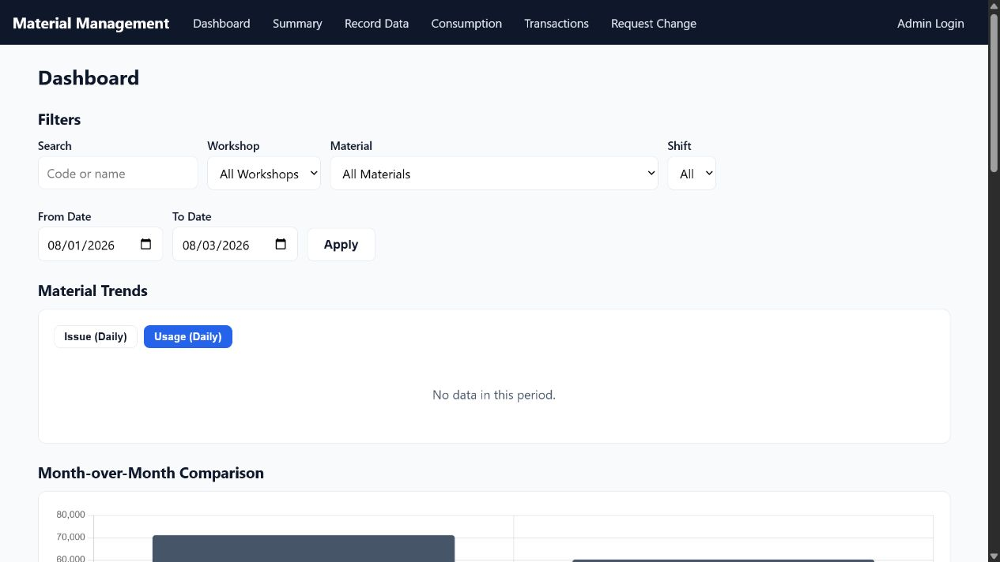 Material Management Dashboard Summary Record Data Consumption Transactions Request Change Admin Login
Dashboard
Filters
Search Workshop Material Shift
Code or name All Workshops All Materials All
From Date To Date
08/01/2026 08/03/2026 Apply
Material Trends
Issue (Daily) Usage (Daily)
No data in this period.
Month-over-Month Comparison
80,000
70,000
60,000